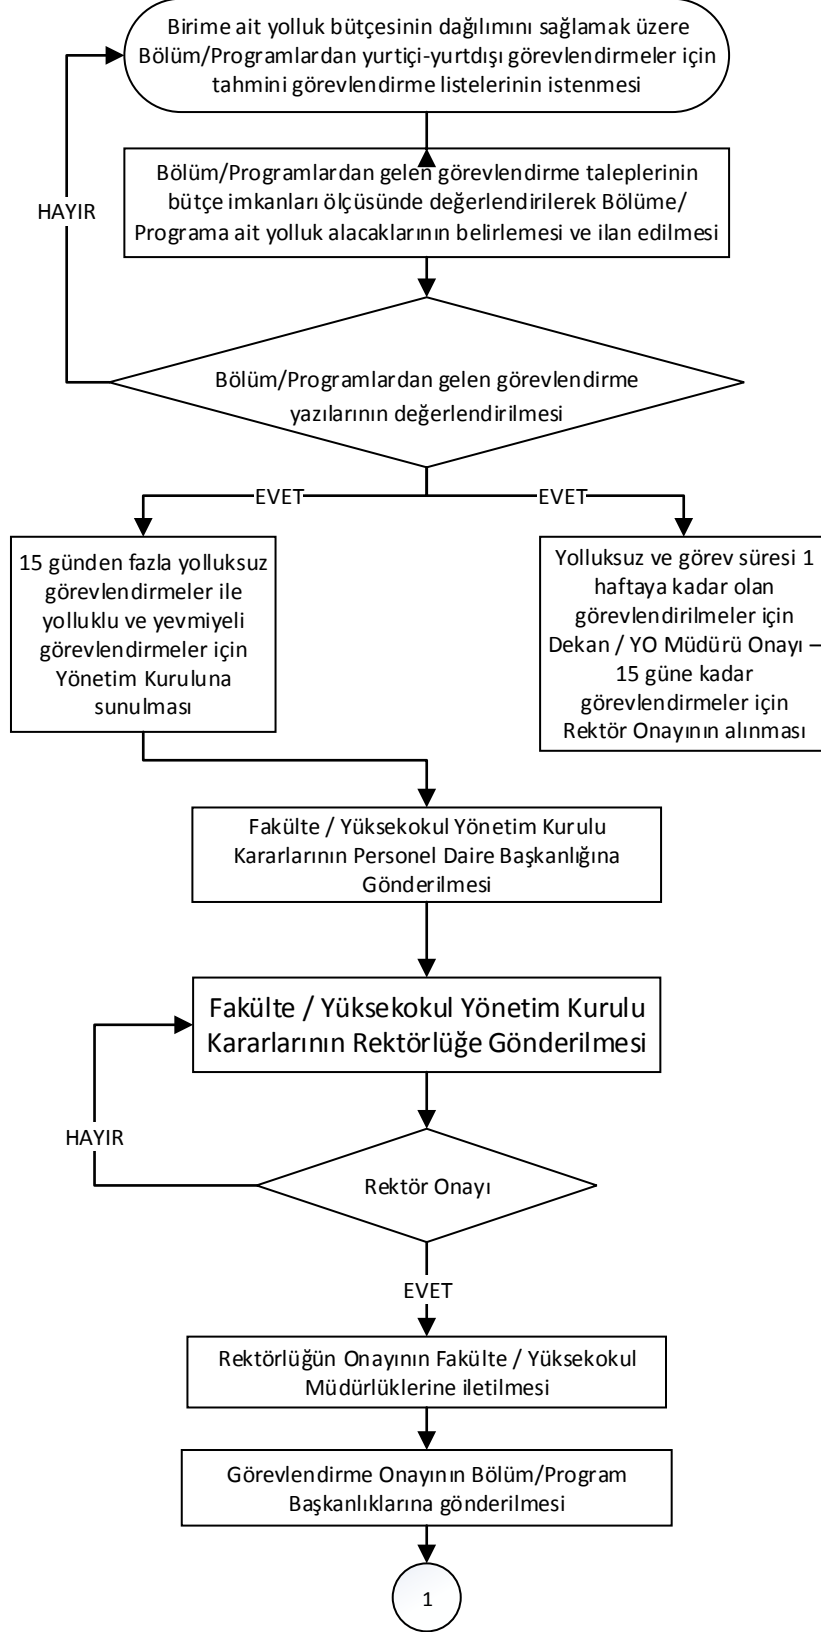 Birime ait yolluk bütçesinin dağılımını sağlamak üzere
Bölüm/Programlardan yurtiçi-yurtdışı görevlendirmeler için
tahmini görevlendirme listelerinin istenmesi
Bölüm/Programlardan gelen görevlendirme taleplerinin
bütçe imkanları ölçüsünde değerlendirilerek Bölüme/
Programa ait yolluk alacaklarının belirlemesi ve ilan edilmesi
HAYIR
Bölüm/Programlardan gelen görevlendirme
yazılarının değerlendirilmesi
EVET
EVET
15 günden fazla yolluksuz
görevlendirmeler ile
yolluklu ve yevmiyeli
görevlendirmeler için
Yönetim Kuruluna
sunulması
Yolluksuz ve görev süresi 1
haftaya kadar olan
görevlendirilmeler için
Dekan / YO Müdürü Onayı –
15 güne kadar
görevlendirmeler için
Rektör Onayının alınması
Fakülte / Yüksekokul Yönetim Kurulu
Kararlarının Personel Daire Başkanlığına
Gönderilmesi
Fakülte / Yüksekokul Yönetim Kurulu
Kararlarının Rektörlüğe Gönderilmesi
HAYIR
Rektör Onayı
EVET
Rektörlüğün Onayının Fakülte / Yüksekokul
Müdürlüklerine iletilmesi
Görevlendirme Onayının Bölüm/Program
Başkanlıklarına gönderilmesi
1